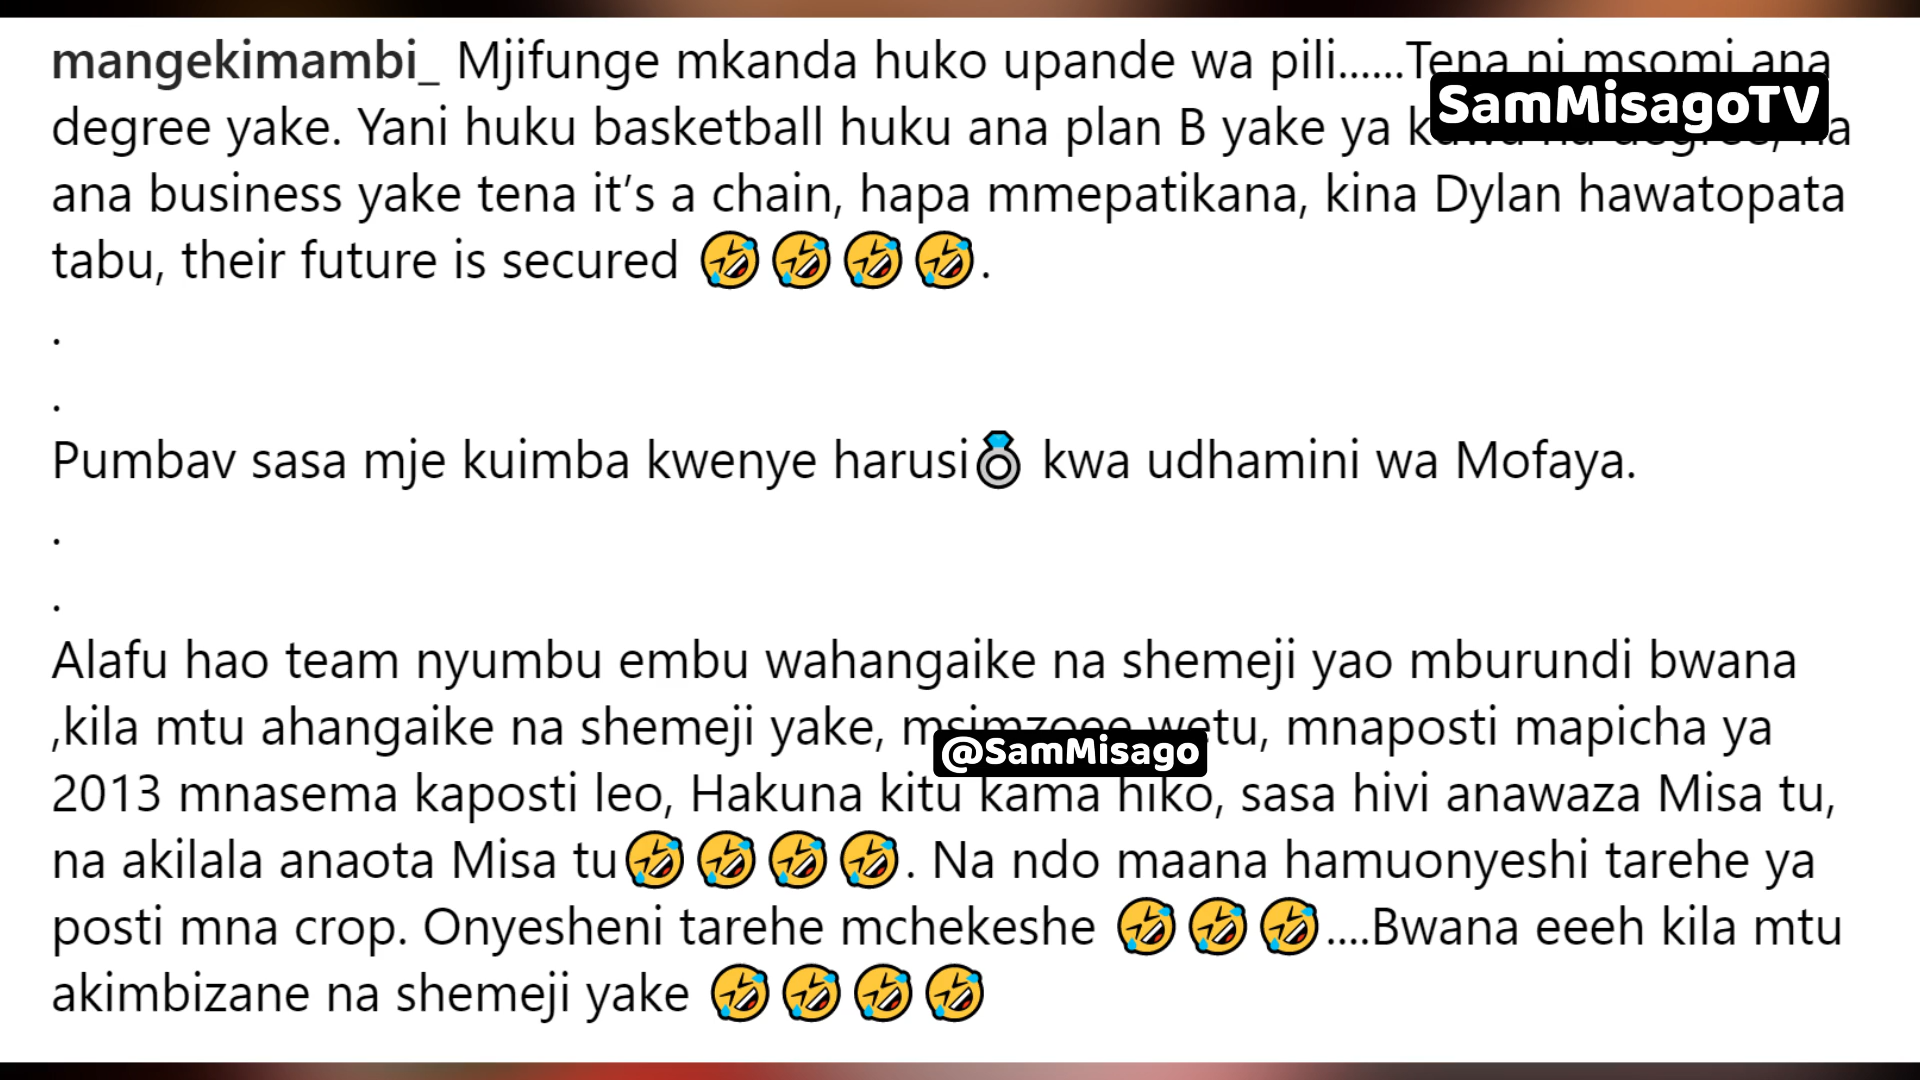 mangekimambi_ Mjifunge mkanda huko upande wa pili......Tena ni msomi ana
SamMisagoTV
degree yake. Yani huku basketball huku ana plan B yake ya
ana business yake tena it's a chain, hapa mmepatikana, kina Dylan hawatopata
tabu, their future is secured 🤣🤣🤣🤣.
.
.
Pumbav sasa mje kuimba kwenye harusi💍 kwa udhamini wa Mofaya.
.
.
Alafu hao team nyumbu embu wahangaike na shemeji yao mburundi bwana
,kila mtu ahangaike na shemeji yake, wetu, mnaposti mapicha ya
@SamMisago
2013 mnasema kaposti leo, Hakuna kitu kama hiko, sasa hivi anawaza Misa tu,
na akilala anaota Misa tu🤣🤣🤣🤣. Na ndo maana hamuonyeshi tarehe ya
posti mna crop. Onyesheni tarehe mchekeshe 🤣🤣🤣....Bwana eeeh kila mtu
akimbizane na shemeji yake 🤣🤣🤣🤣